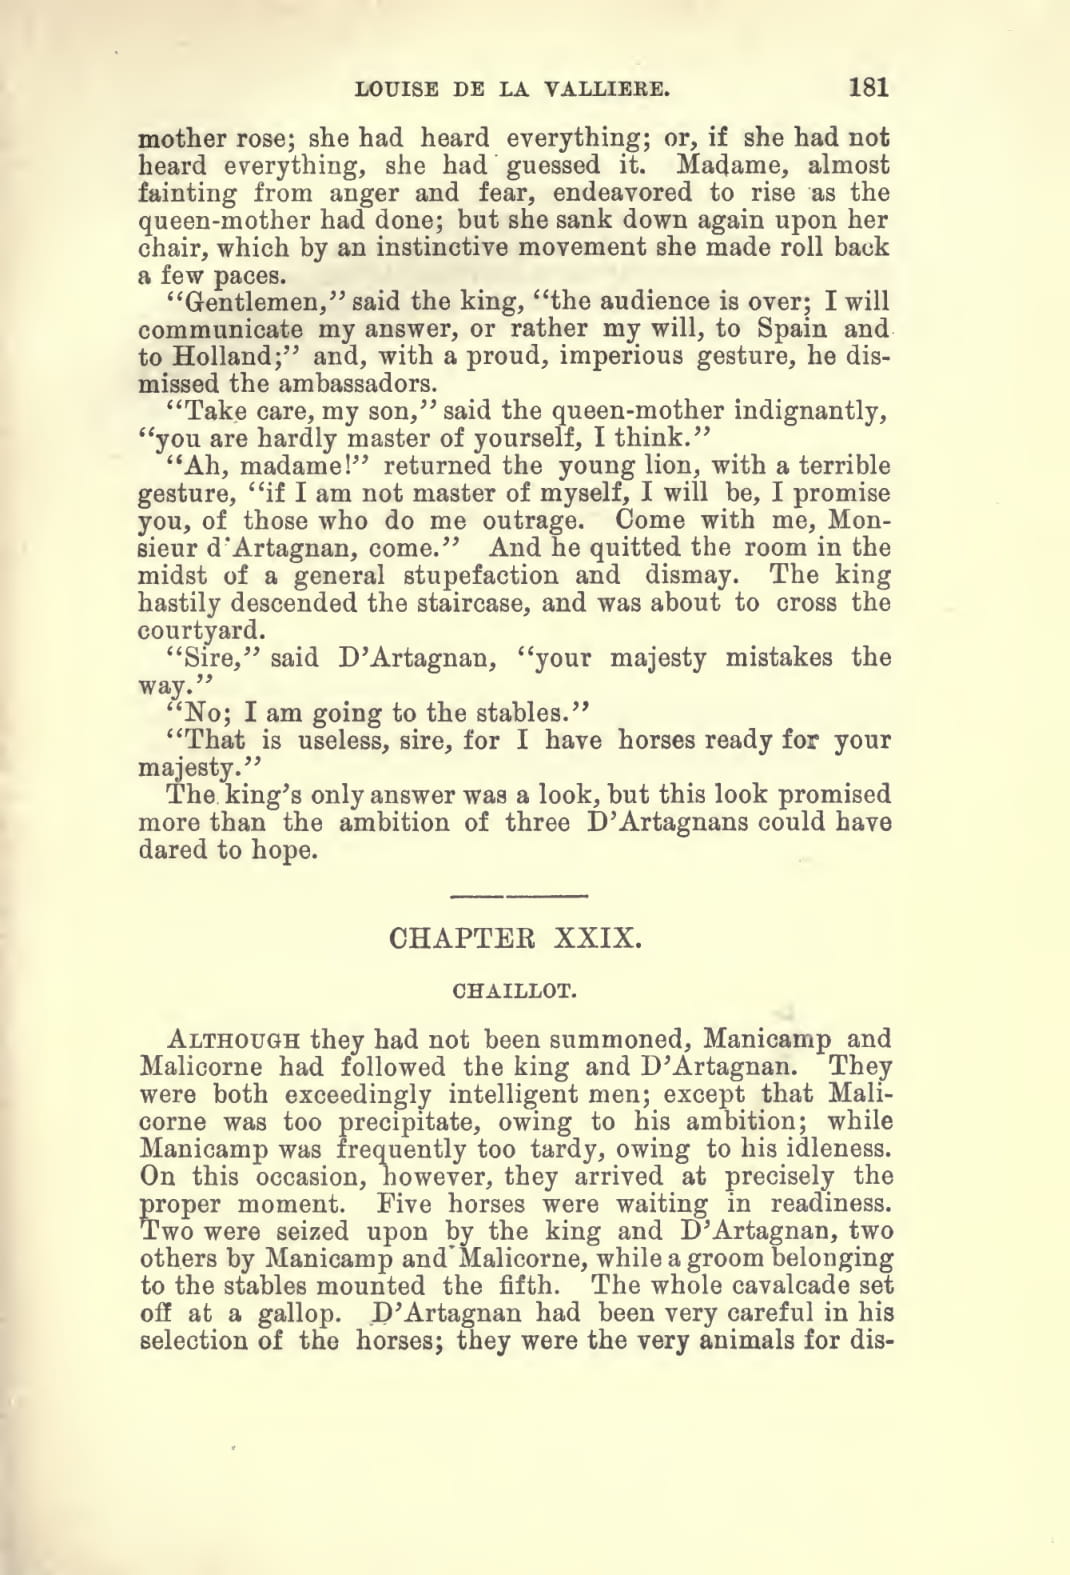 LOUISE DE LA VALLIERE. 181
mother rose; she had heard everything; or, if she had not
heard everything, she had guessed it. Madame, almost
fainting from anger and fear, endeavored to rise as the
queen-mother had done; but she sank down again upon her
chair, which by an instinctive movement she made roll back
a few paces.
“Gentlemen,” said the king, “the audience is over; I will
communicate my answer, or rather my will, to Spain and
to Holland;” and, with a proud, imperious gesture, he dis-
missed the ambassadors.
“Take care, my son,” said the queen-mother indignantly,
“you are hardly master of yourself, I think.”
“Ah, madame!” returned the young lion, with a terrible
gesture, “if I am not master of myself, I will be, I promise
you, of those who do me outrage. Come with me, Mon-
sieur d'Artagnan, come.” And he quitted the room in the
midst of a general stupefaction and dismay. The king
hastily descended the staircase, and was about to cross the
courtyard.
“Sire,” said D’Artagnan, “your majesty mistakes the
way.”
“No; I am going to the stables.”
“That is useless, sire, for I have horses ready for your
majesty.”
The king’s only answer was a look, but this look promised
more than the ambition of three D’Artagnans could have
dared to hope.
CHAPTER XXIX.
CHAILLOT.
ALTHOUGH they had not been summoned, Manicamp and
Malicorne had followed the king and D’Artagnan. They
were both exceedingly intelligent men; except that Mali-
corne was too precipitate, owing to his ambition; while
Manicamp was frequently too tardy, owing to his idleness.
On this occasion, however, they arrived at precisely the
proper moment. Five horses were waiting in readiness.
Two were seized upon by the king and D’Artagnan, two
others by Manicamp and Malicorne, while a groom belonging
to the stables mounted the fifth. The whole cavalcade set
off at a gallop. D’Artagnan had been very careful in his
selection of the horses; they were the very animals for dis-